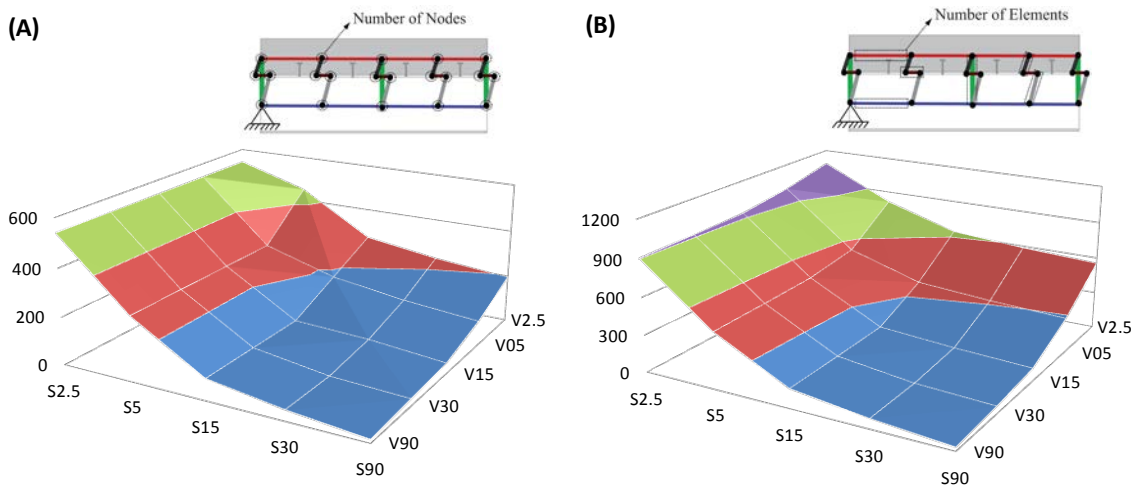 (A)
Number of Nodes
600
400
200
0
S2.5
S5
S15
S30
S90
V90
V30
V15
V05
V2.5
(B)
Number of Elements
1200
900
600
300
0
S2.5
S5
S15
S30
S90
V90
V30
V15
V05
V2.5